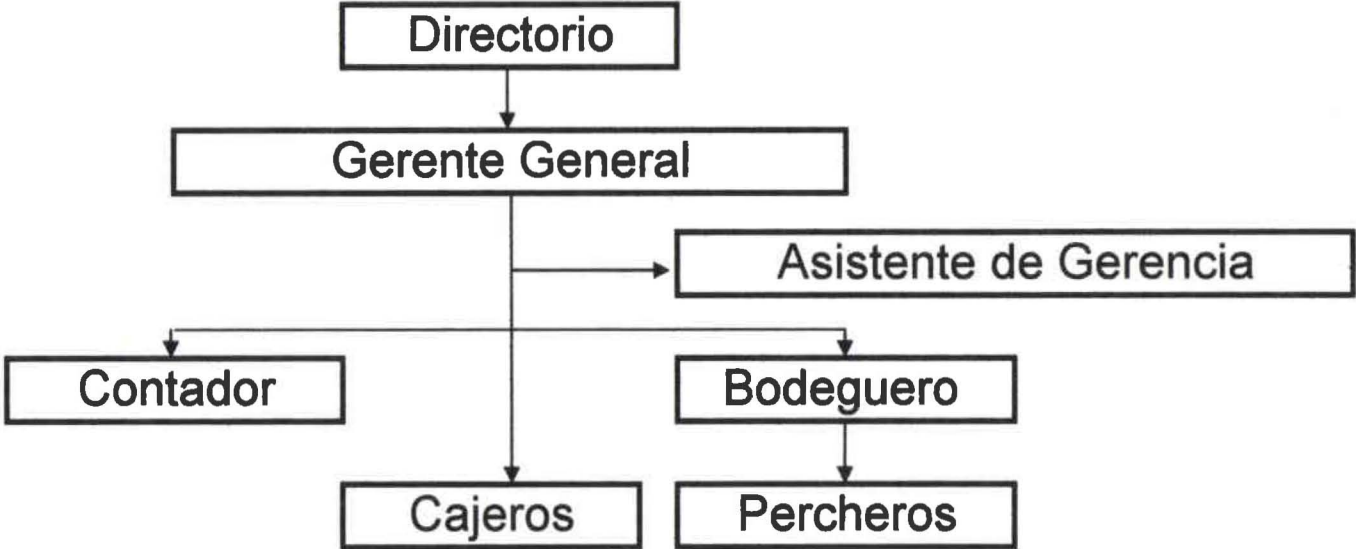 Directorio
Gerente General
Asistente de Gerencia
Contador
Bodeguero
Cajeros
Percheros